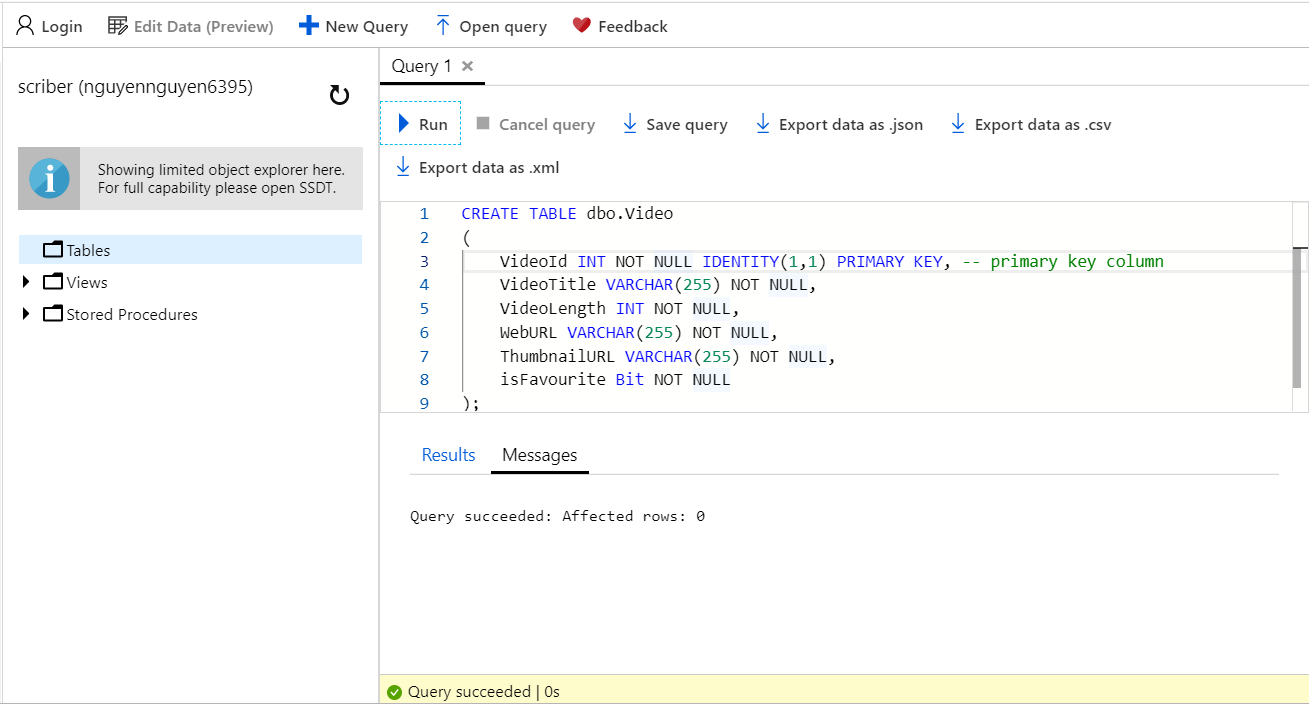 Login Edit Data (Preview) New Query Open query Feedback
scriber (nguyennguyen6395)
Showing limited object explorer here.
For full capability please open SSDT.
Tables
Views
Stored Procedures
Query 1
Run Cancel query Save query Export data as .json Export data as .csv
Export data as .xml
1 CREATE TABLE dbo.Video
2 (
3 VideoId INT NOT NULL IDENTITY(1,1) PRIMARY KEY, -- primary key column
4 VideoTitle VARCHAR(255) NOT NULL,
5 VideoLength INT NOT NULL,
6 WebURL VARCHAR(255) NOT NULL,
7 ThumbnailURL VARCHAR(255) NOT NULL,
8 isFavourite Bit NOT NULL
9 );
Results Messages
Query succeeded: Affected rows: 0
Query succeeded | 0s